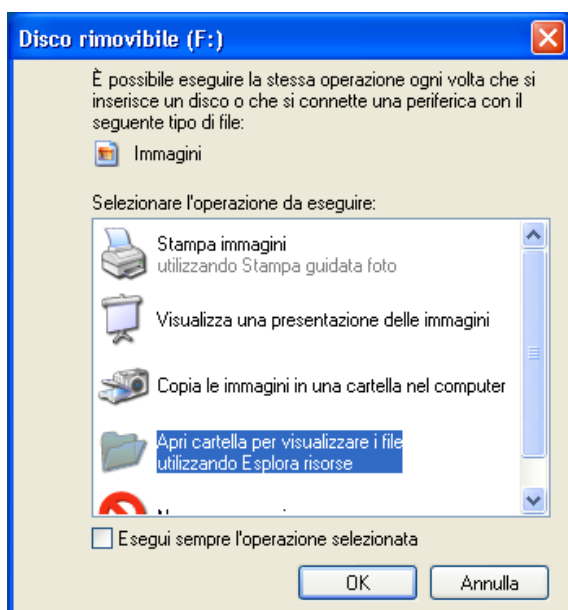 Disco rimovibile (F:)
È possibile eseguire la stessa operazione ogni volta che si
inserisce un disco o che si connette una periferica con il
seguente tipo di file:
Immagini
Selezionare l'operazione da eseguire:
Stampa immagini
utilizzando Stampa guidata foto
Visualizza una presentazione delle immagini
Copia le immagini in una cartella nel computer
Apri cartella per visualizzare i file
utilizzando Esplora risorse
Esegui sempre l'operazione selezionata
OK
Annulla